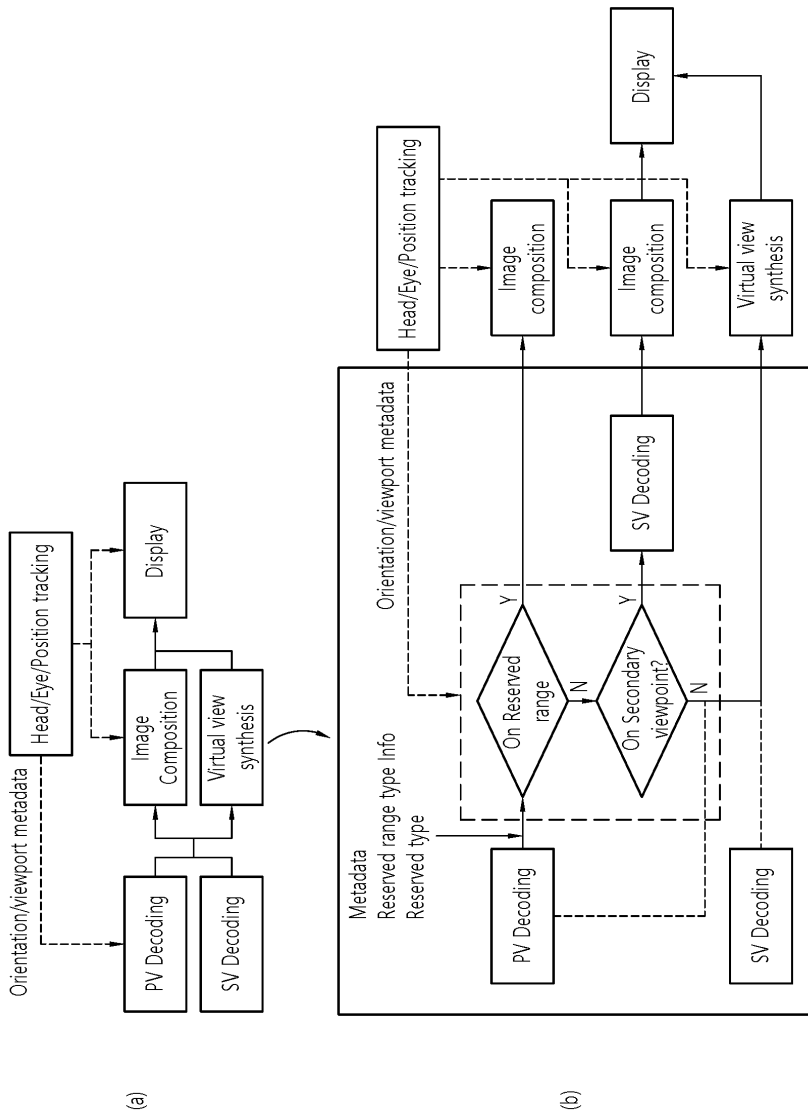 (a)
Orientation/viewport metadata
Head/Eye/Position tracking
PV Decoding
SV Decoding
Image
Composition
Virtual view
synthesis
Display
(b)
Metadata
Reserved range type Info
Reserved type
Orientation/viewport metadata
Head/Eye/Position tracking
PV Decoding
On Reserved
range
Y
N
Image
composition
On Secondary
viewpoint?
Y
N
SV Decoding
Image
composition
Display
SV Decoding
Virtual view
synthesis